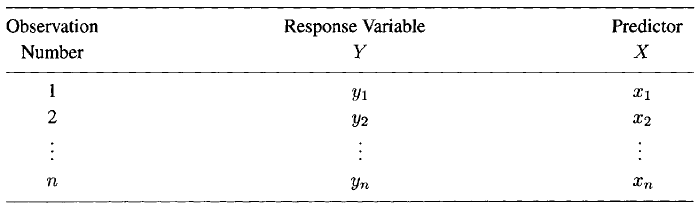 Observation Response Variable Predictor
Number Y X
1 y₁ x₁
2 y₂ x₂
⋮ ⋮ ⋮
n yₙ xₙ